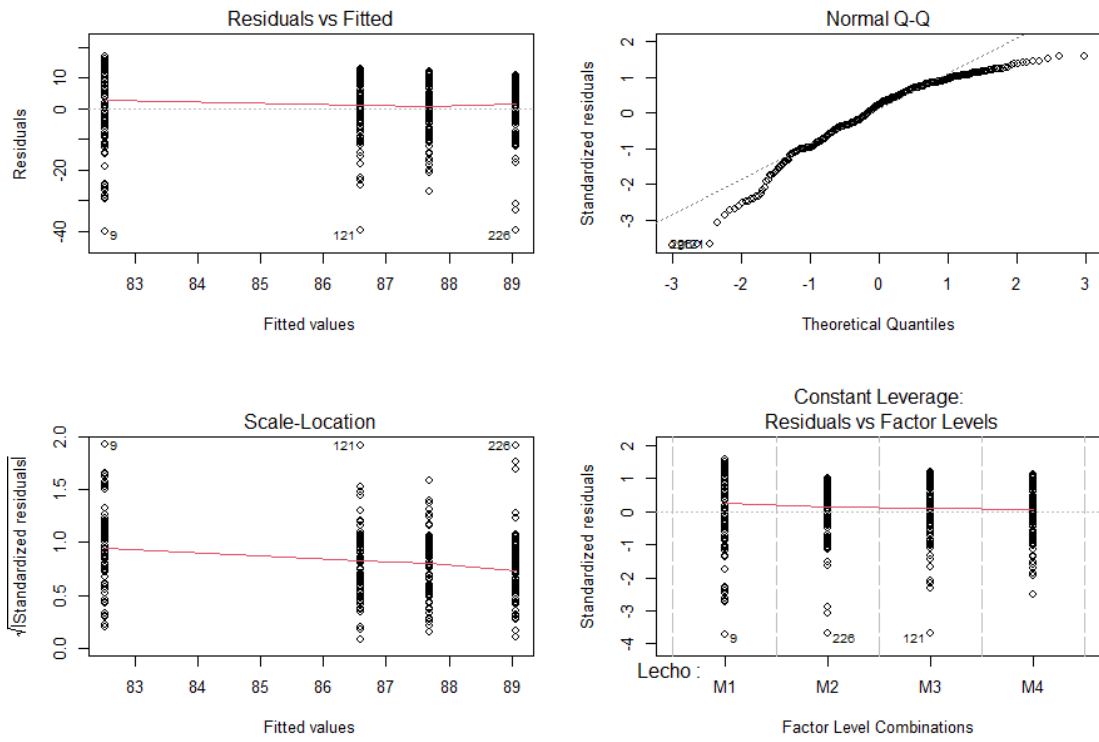 Residuals vs Fitted
Residuals
10
0
-20
-40
9
121
226
83 84 85 86 87 88 89
Fitted values
Normal Q-Q
Standardized residuals
2
1
0
-1
-2
-3
-3 -2 -1 0 1 2 3
Theoretical Quantiles
Scale-Location
√|Standardized residuals|
2.0
1.5
1.0
0.5
0.0
9
121
226
83 84 85 86 87 88 89
Fitted values
Constant Leverage:
Residuals vs Factor Levels
Standardized residuals
2
1
0
-1
-2
-3
-4
9
226
121
Lecho :
M1 M2 M3 M4
Factor Level Combinations